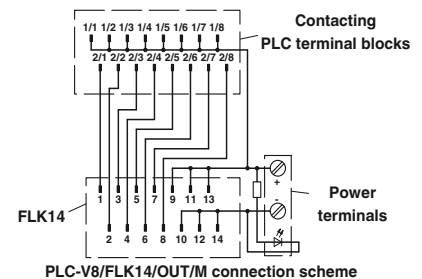 1/1 1/2 1/3 1/4 1/5 1/6 1/7 1/8
Contacting
PLC terminal blocks
2/1 2/2 2/3 2/4 2/5 2/6 2/7 2/8
+
-
1 3 5 7 9 11 13
Power
terminals
FLK14
2 4 6 8 10 12 14
PLC-V8/FLK14/OUT/M connection scheme